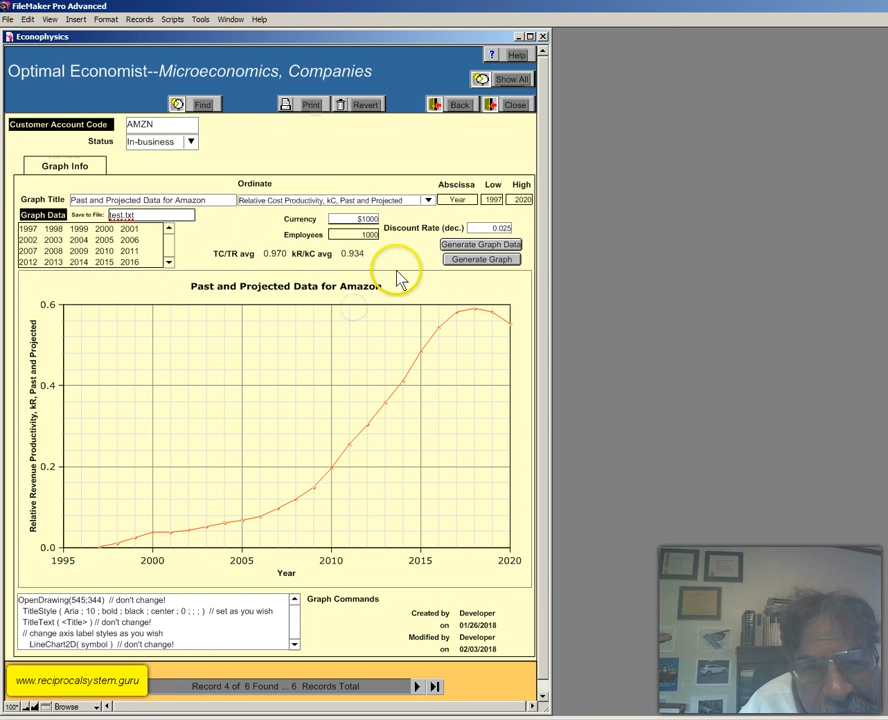 FileMaker Pro Advanced
File Edit View Insert Format Records Scripts Tools Window Help
Econophysics
? Help
Optimal Economist--Microeconomics, Companies
Show All
Find Print Revert Back Close
Customer Account Code AMZN
Status In-business
Graph Info
Ordinate Abscissa Low High
Graph Title Past and Projected Data for Amazon Relative Cost Productivity, kC, Past and Projected Year 1997 2020
Graph Data Save to File: test.txt
Currency $1000 Discount Rate (dec.) 0.025
1997 1998 1999 2000 2001
2002 2003 2004 2005 2006
2007 2008 2009 2010 2011
2012 2013 2014 2015 2016
Employees 1000
Generate Graph Data
TC/TR avg 0.970 kR/kC avg 0.934
Generate Graph
Past and Projected Data for Amazon
Relative Revenue Productivity, kR, Past and Projected
0.6
0.4
0.2
0.0
1995 2000 2005 2010 2015 2020
Year
OpenDrawing(545;344) // don't change!
TitleStyle ( Aria ; 10 ; bold ; black ; center ; 0 ; ; ; ) // set as you wish
TitleText ( <Title> ) // don't change!
// change axis label styles as you wish
LineChart2D( symbol ) // don't change!
Graph Commands
Created by Developer
on 01/26/2018
Modified by Developer
on 02/03/2018
www.reciprocalsystem.guru
Record 4 of 6 Found ... 6 Records Total
100 Browse